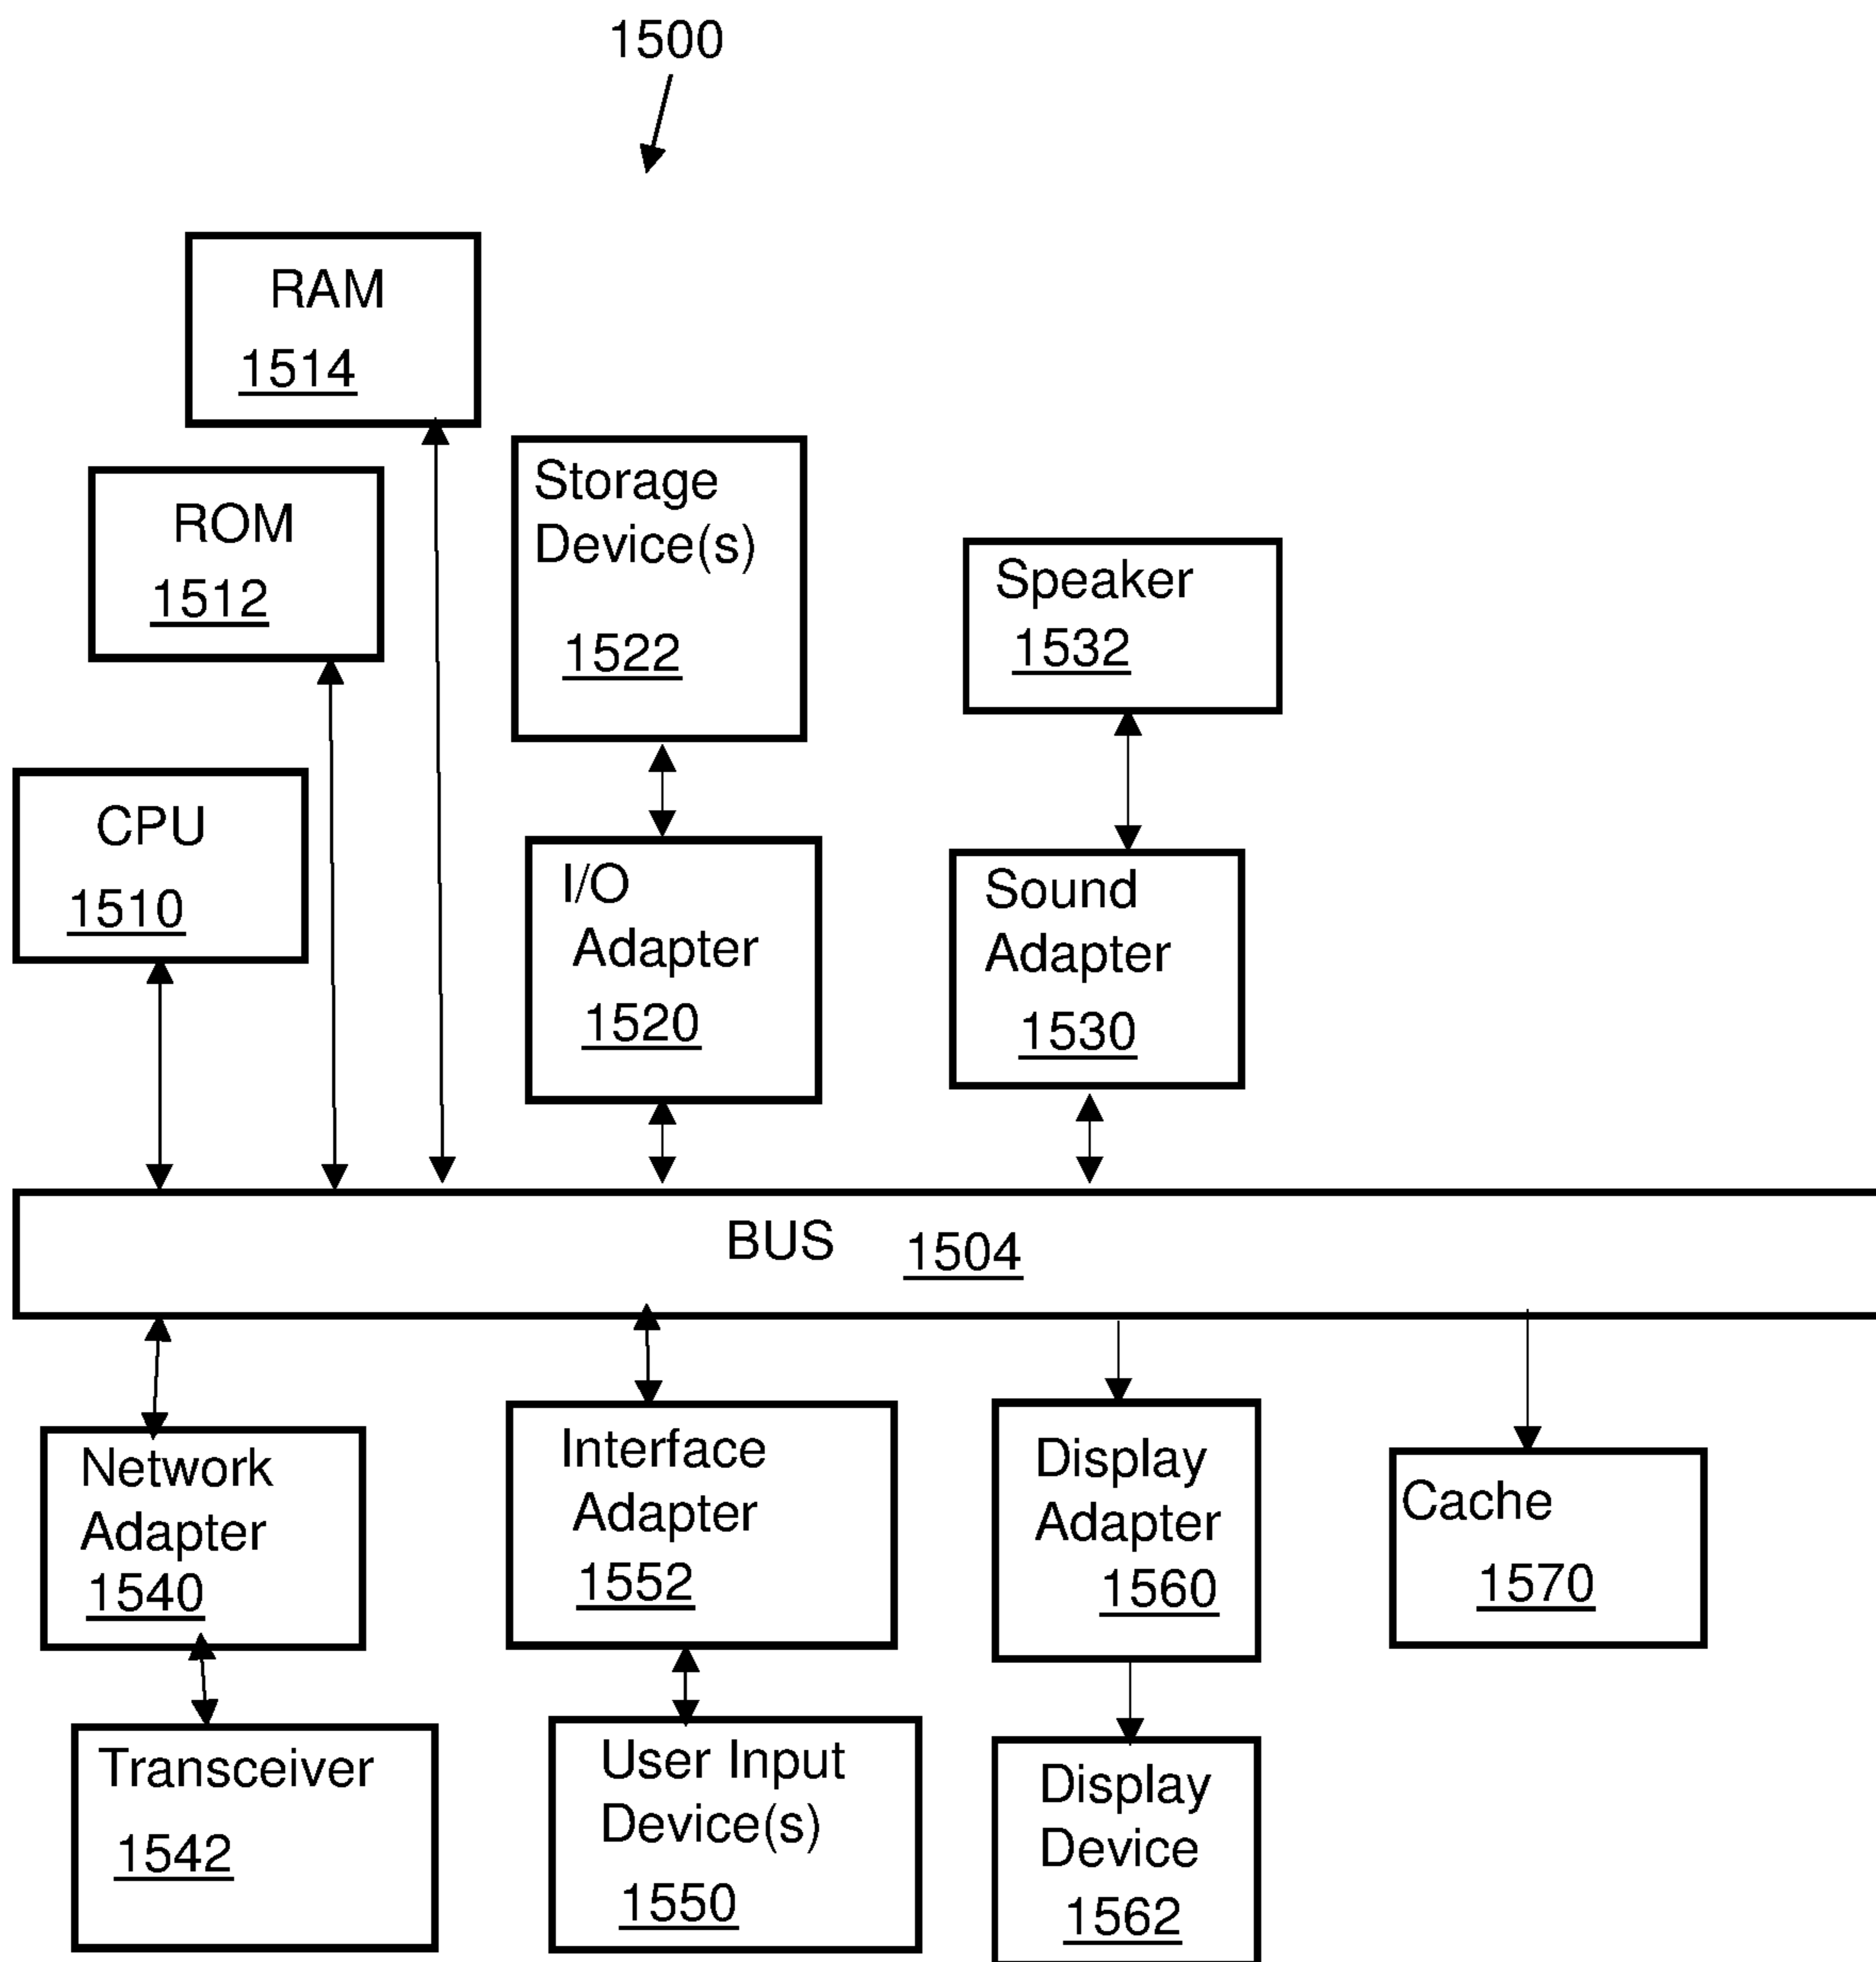 1500
RAM
1514
ROM
1512
Storage
Device(s)
1522
Speaker
1532
CPU
1510
I/O
Adapter
1520
Sound
Adapter
1530
BUS 1504
Network
Adapter
1540
Interface
Adapter
1552
Display
Adapter
1560
Cache
1570
Transceiver
1542
User Input
Device(s)
1550
Display
Device
1562